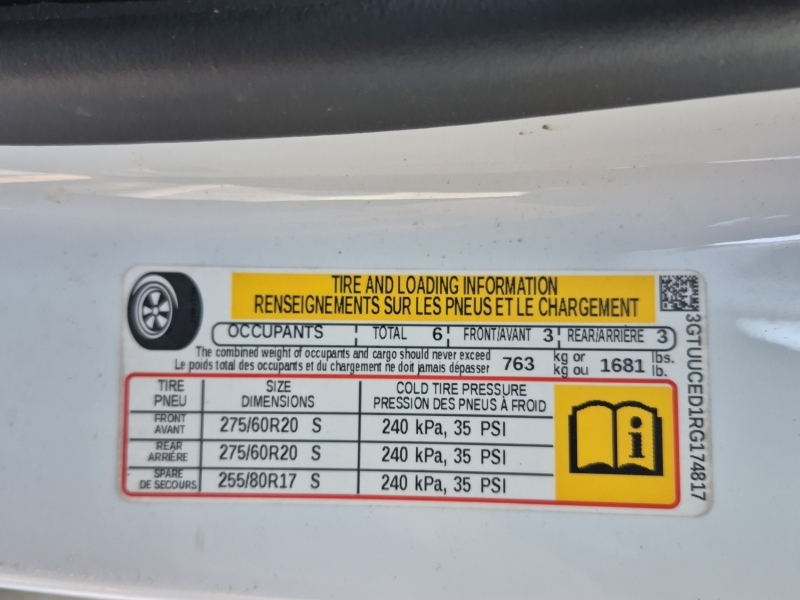 TIRE AND LOADING INFORMATION
RENSEIGNEMENTS SUR LES PNEUS ET LE CHARGEMENT
OCCUPANTS TOTAL 6 FRONT/AVANT 3 REAR/ARRIÈRE 3
The combined weight of occupants and cargo should never exceed 763 kg or 1681 lbs.
Le poids total des occupants et du chargement ne doit jamais dépasser kg ou lb.
TIRE PNEU SIZE DIMENSIONS COLD TIRE PRESSURE PRESSION DES PNEUS À FROID
FRONT AVANT 275/60R20 S 240 kPa, 35 PSI
REAR ARRIÈRE 275/60R20 S 240 kPa, 35 PSI
SPARE DE SECOURS 255/80R17 S 240 kPa, 35 PSI
i
3GTUUCED1RG174817